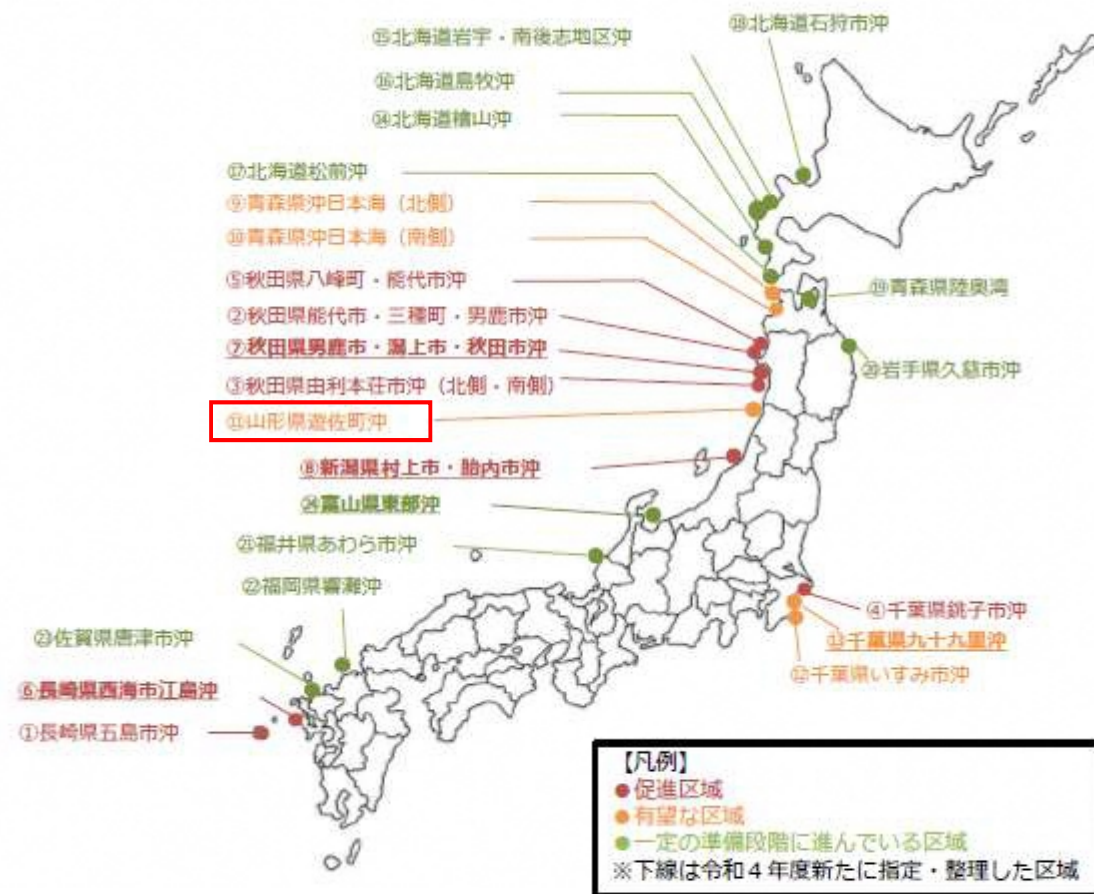 ⑱北海道石狩市沖
⑮北海道岩宇・南後志地区沖
⑯北海道島牧沖
⑭北海道檜山沖
⑰北海道松前沖
⑨青森県沖日本海（北側）
⑩青森県沖日本海（南側）
⑤秋田県八峰町・能代市沖
⑲青森県陸奥湾
②秋田県能代市・三種町・男鹿市沖
⑦秋田県男鹿市・潟上市・秋田市沖
⑳岩手県久慈市沖
③秋田県由利本荘市沖（北側・南側）
⑪山形県遊佐町沖
⑧新潟県村上市・胎内市沖
㉔富山県東部沖
㉑福井県あわら市沖
㉒福岡県響灘沖
④千葉県銚子市沖
㉓佐賀県唐津市沖
⑬千葉県九十九里沖
⑫千葉県いすみ市沖
⑥長崎県西海市江島沖
①長崎県五島市沖
【凡例】
●促進区域
●有望な区域
●一定の準備段階に進んでいる区域
※下線は令和４年度新たに指定・整理した区域